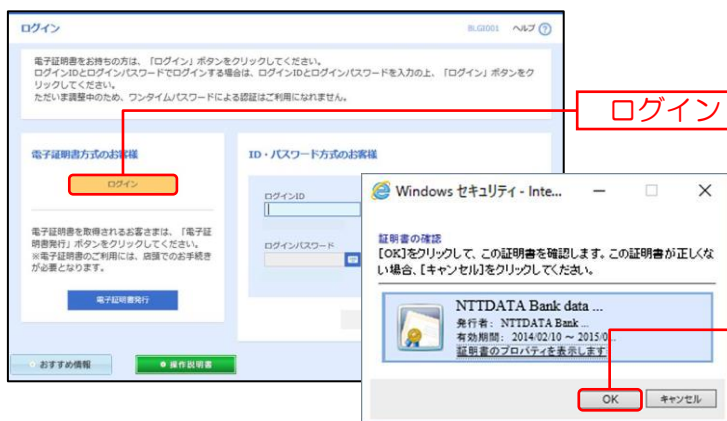 ログイン
BLGI001 ヘルプ ?
電子証明書をお持ちの方は、「ログイン」ボタンをクリックしてください。
ログインIDとログインパスワードでログインする場合は、ログインIDとログインパスワードを入力の上、「ログイン」ボタンをク
リックしてください。
ただいま調整中のため、ワンタイムパスワードによる認証はご利用になれません。
ログイン
電子証明書方式のお客様
ログイン
電子証明書を取得されるお客さまは、「電子証
明書発行」ボタンをクリックしてください。
※電子証明書のご利用には、店頭でのお手続き
が必要となります。
電子証明書発行
ID・パスワード方式のお客様
ログインID
ログインパスワード
おすすめ情報
操作説明書
Windows セキュリティ - Inte...
証明書の確認
[OK]をクリックして、この証明書を確認します。この証明書が正しくな
い場合、[キャンセル]をクリックしてください。
NTTDATA Bank data ...
発行者: NTTDATA Bank ...
有効期間: 2014/02/10 ～ 2015/0...
証明書のプロパティを表示します
OK
キャンセル